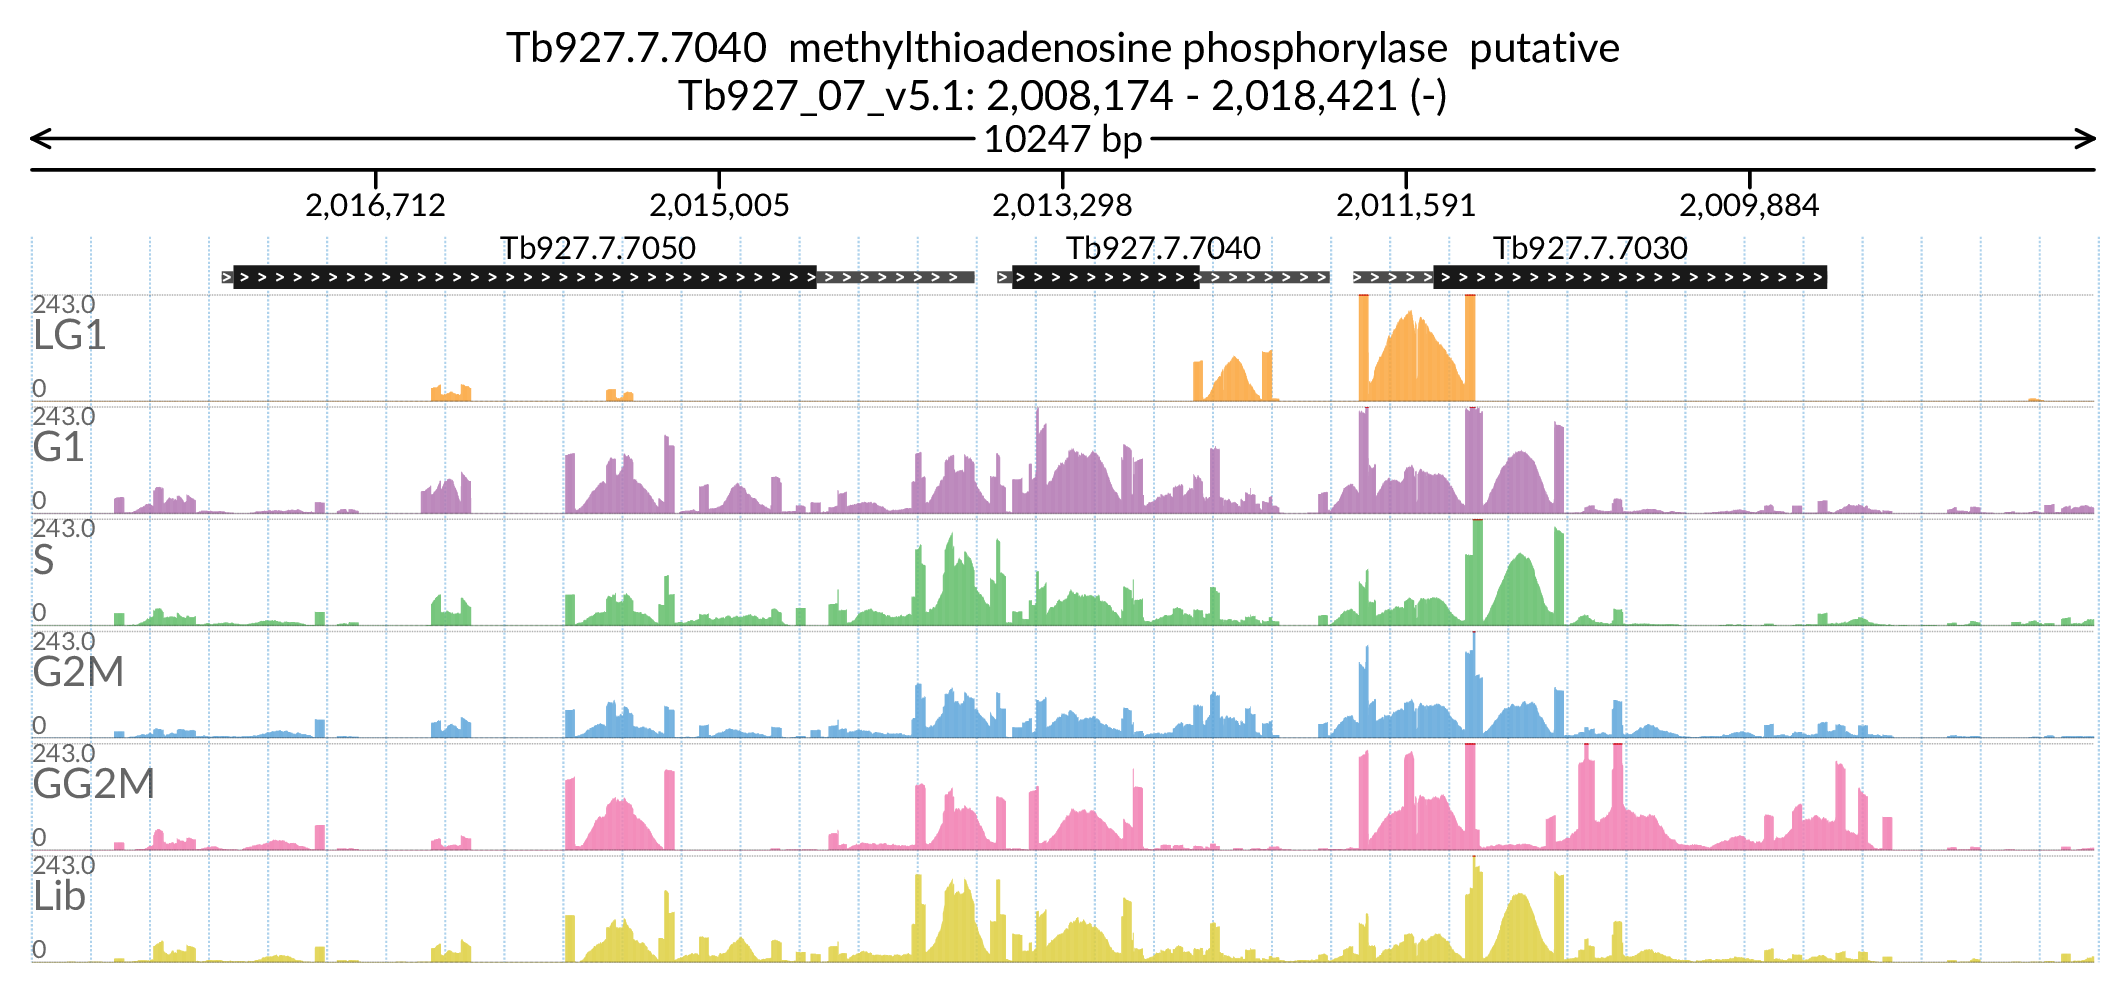 Tb927.7.7040 methylthioadenosine phosphorylase putative
Tb927_07_v5.1: 2,008,174 - 2,018,421 (-)
10247 bp
2,016,712 2,015,005 2,013,298 2,011,591 2,009,884
Tb927.7.7050 Tb927.7.7040 Tb927.7.7030
243.0
LG1
0
243.0
G1
0
243.0
S
0
243.0
G2M
0
243.0
GG2M
0
243.0
Lib
0